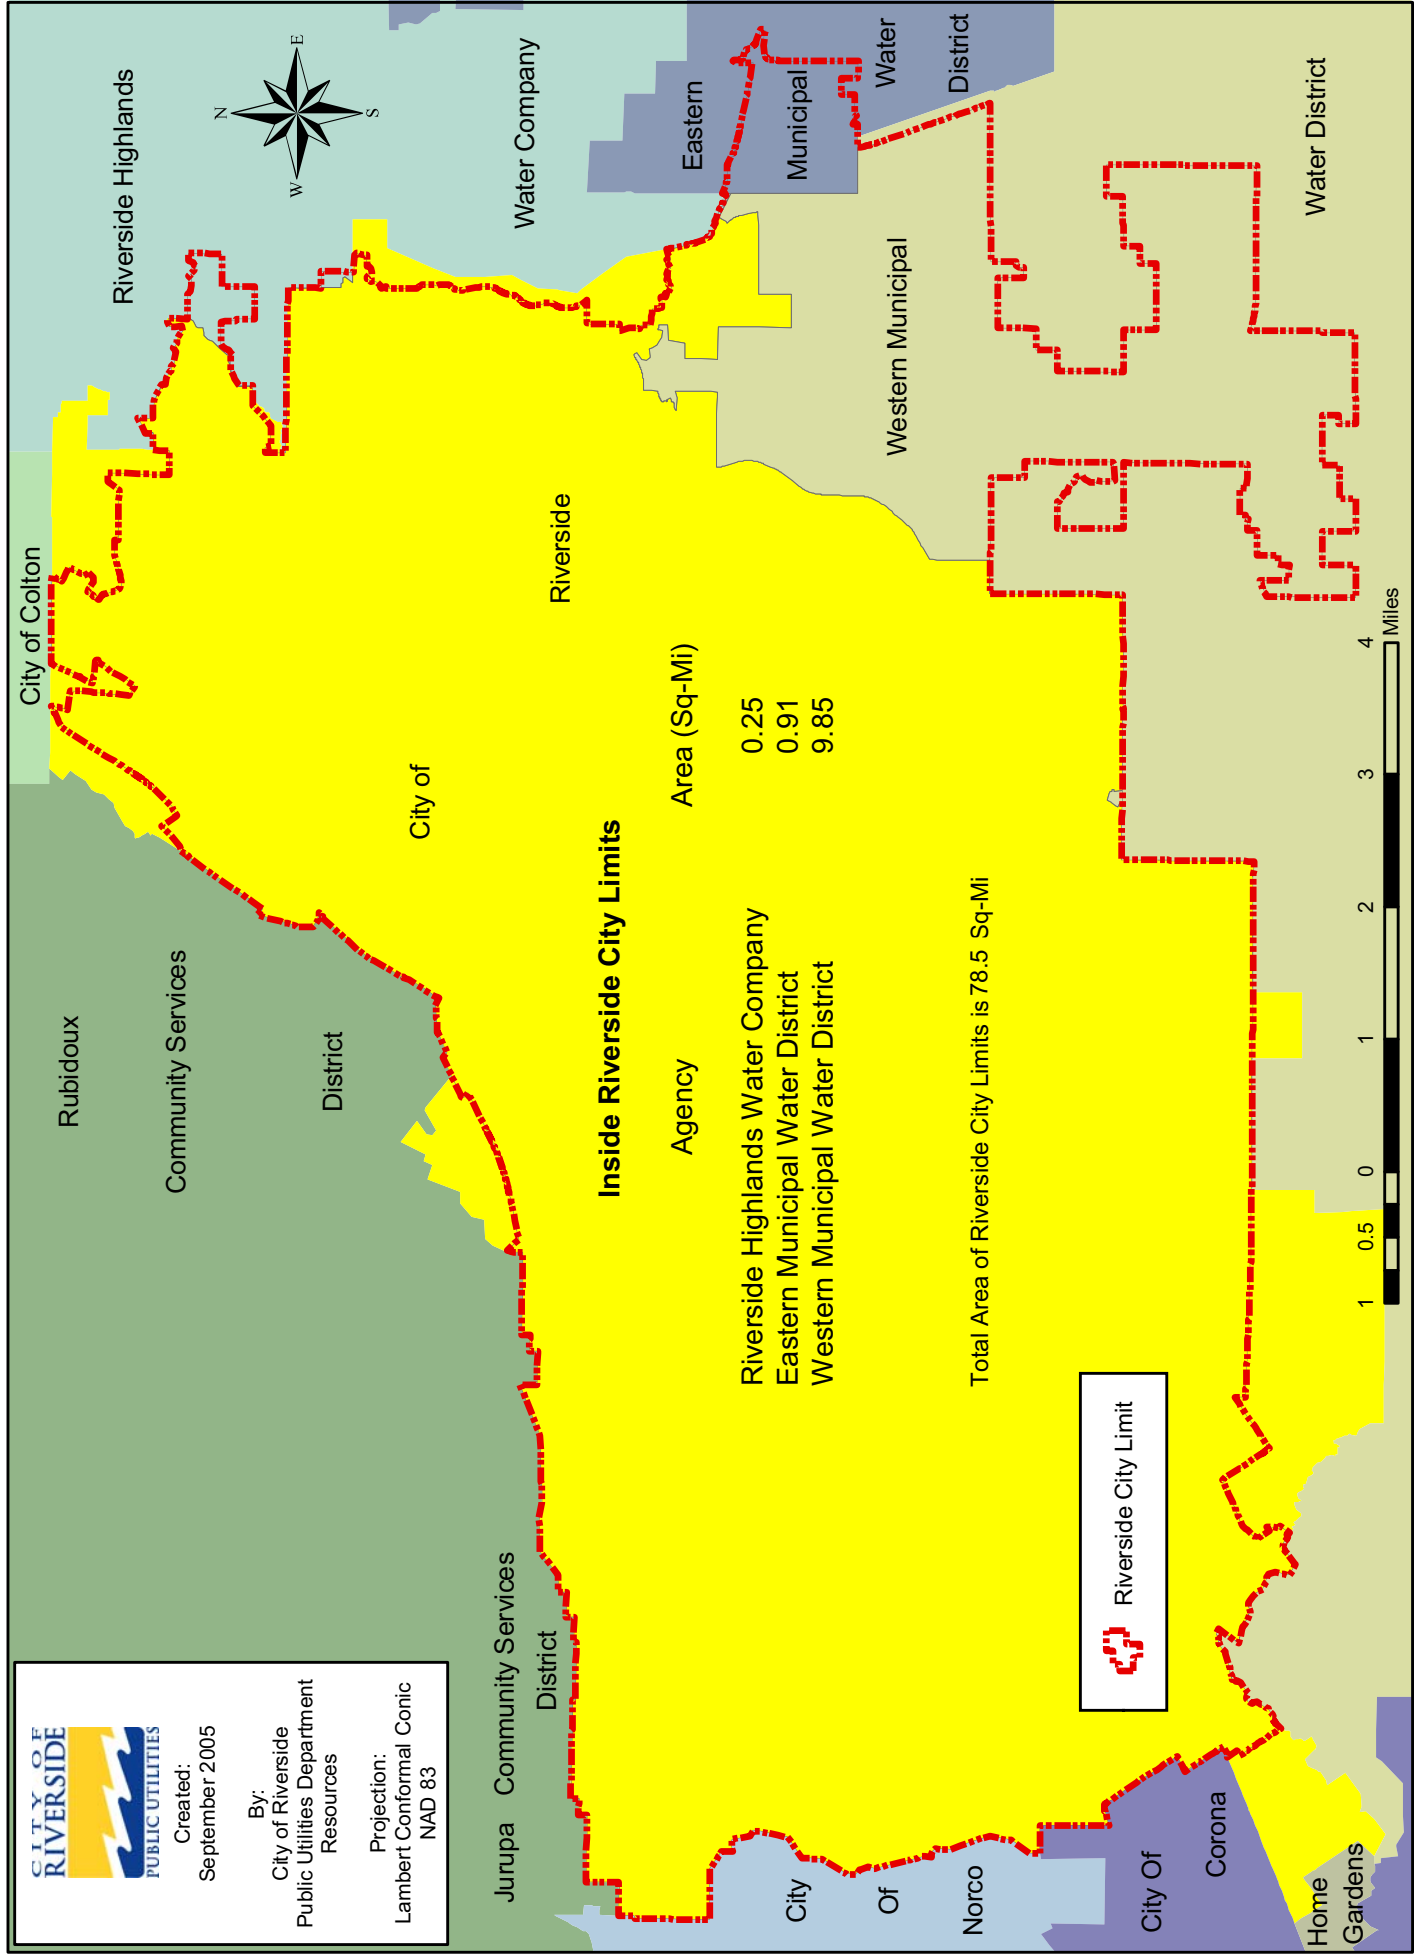 CITY OF
RIVERSIDE
PUBLIC UTILITIES
Created:
September 2005
By:
City of Riverside
Public Utilities Department
Resources
Projection:
Lambert Conformal Conic
NAD 83
Rubidoux
Community Services
District
City of Colton
Riverside Highlands
Water Company
N
E
S
W
Jurupa Community Services
District
City of
Riverside
Eastern
Municipal
Water
District
Inside Riverside City Limits
Agency Area (Sq-Mi)
Riverside Highlands Water Company 0.25
Eastern Municipal Water District 0.91
Western Municipal Water District 9.85
Total Area of Riverside City Limits is 78.5 Sq-Mi
Western Municipal
Water District
City
Of
Norco
City Of
Corona
Home
Gardens
Riverside City Limit
1 0.5 0 1 2 3 4
Miles